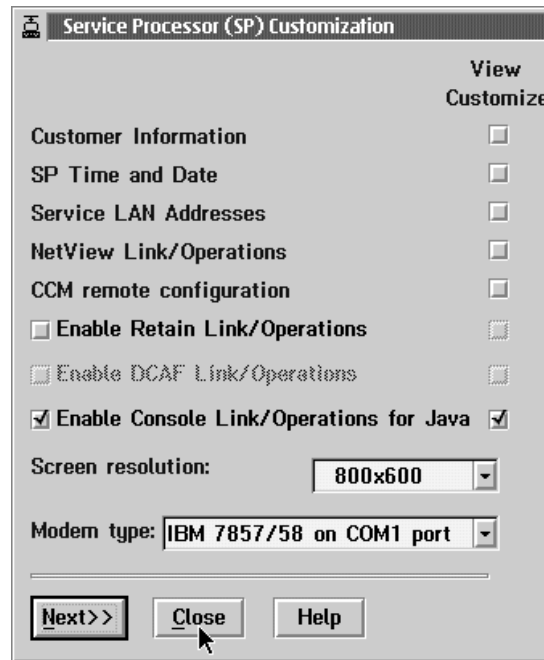 Service Processor (SP) Customization
View
Customize
Customer Information
SP Time and Date
Service LAN Addresses
NetView Link/Operations
CCM remote configuration
Enable Retain Link/Operations
Enable DCAF Link/Operations
Enable Console Link/Operations for Java
Screen resolution: 800x600
Modem type: IBM 7857/58 on COM1 port
Next>> Close Help